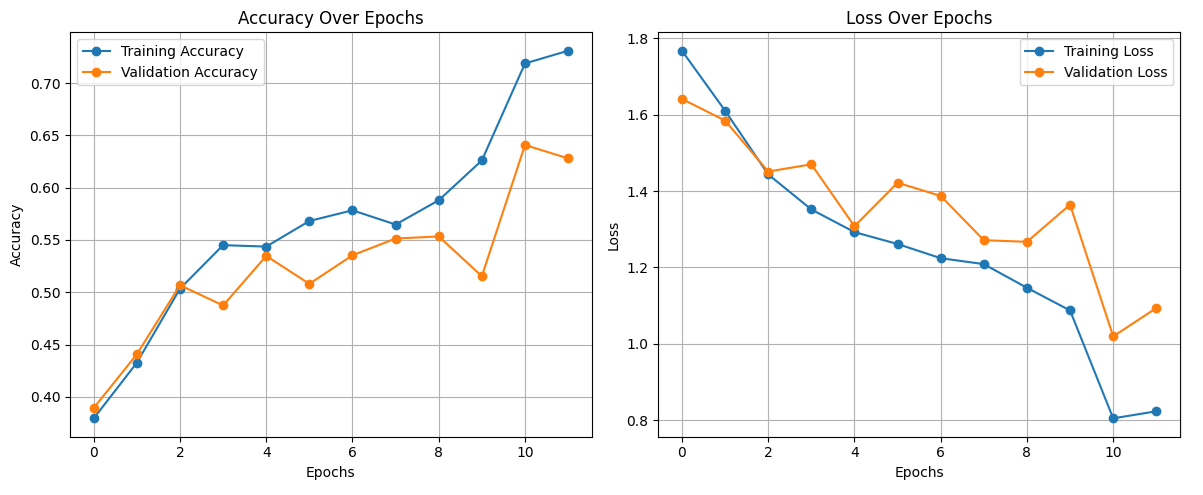 Accuracy Over Epochs
Training Accuracy
Validation Accuracy
0.70
0.65
0.60
0.55
0.50
0.45
0.40
Accuracy
0 2 4 6 8 10
Epochs
Loss Over Epochs
Training Loss
Validation Loss
1.8
1.6
1.4
1.2
1.0
0.8
Loss
0 2 4 6 8 10
Epochs